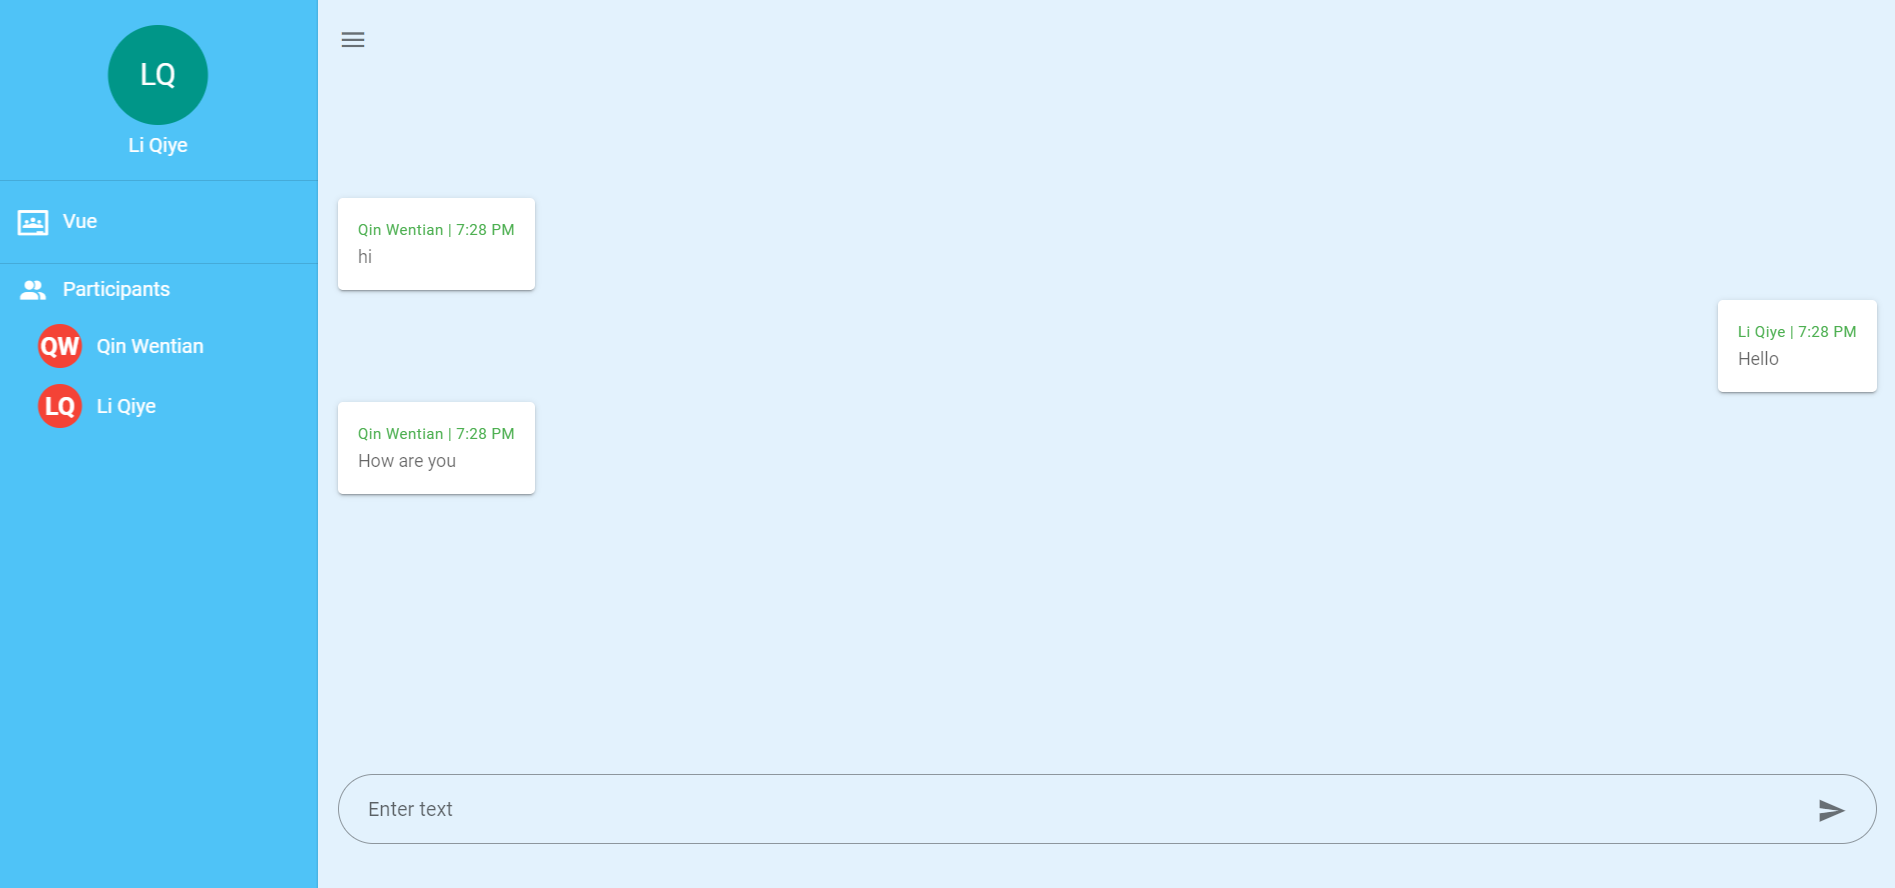 LQ
Li Qiye
Vue
Participants
QW Qin Wentian
LQ Li Qiye
Qin Wentian | 7:28 PM
hi
Li Qiye | 7:28 PM
Hello
Qin Wentian | 7:28 PM
How are you
Enter text